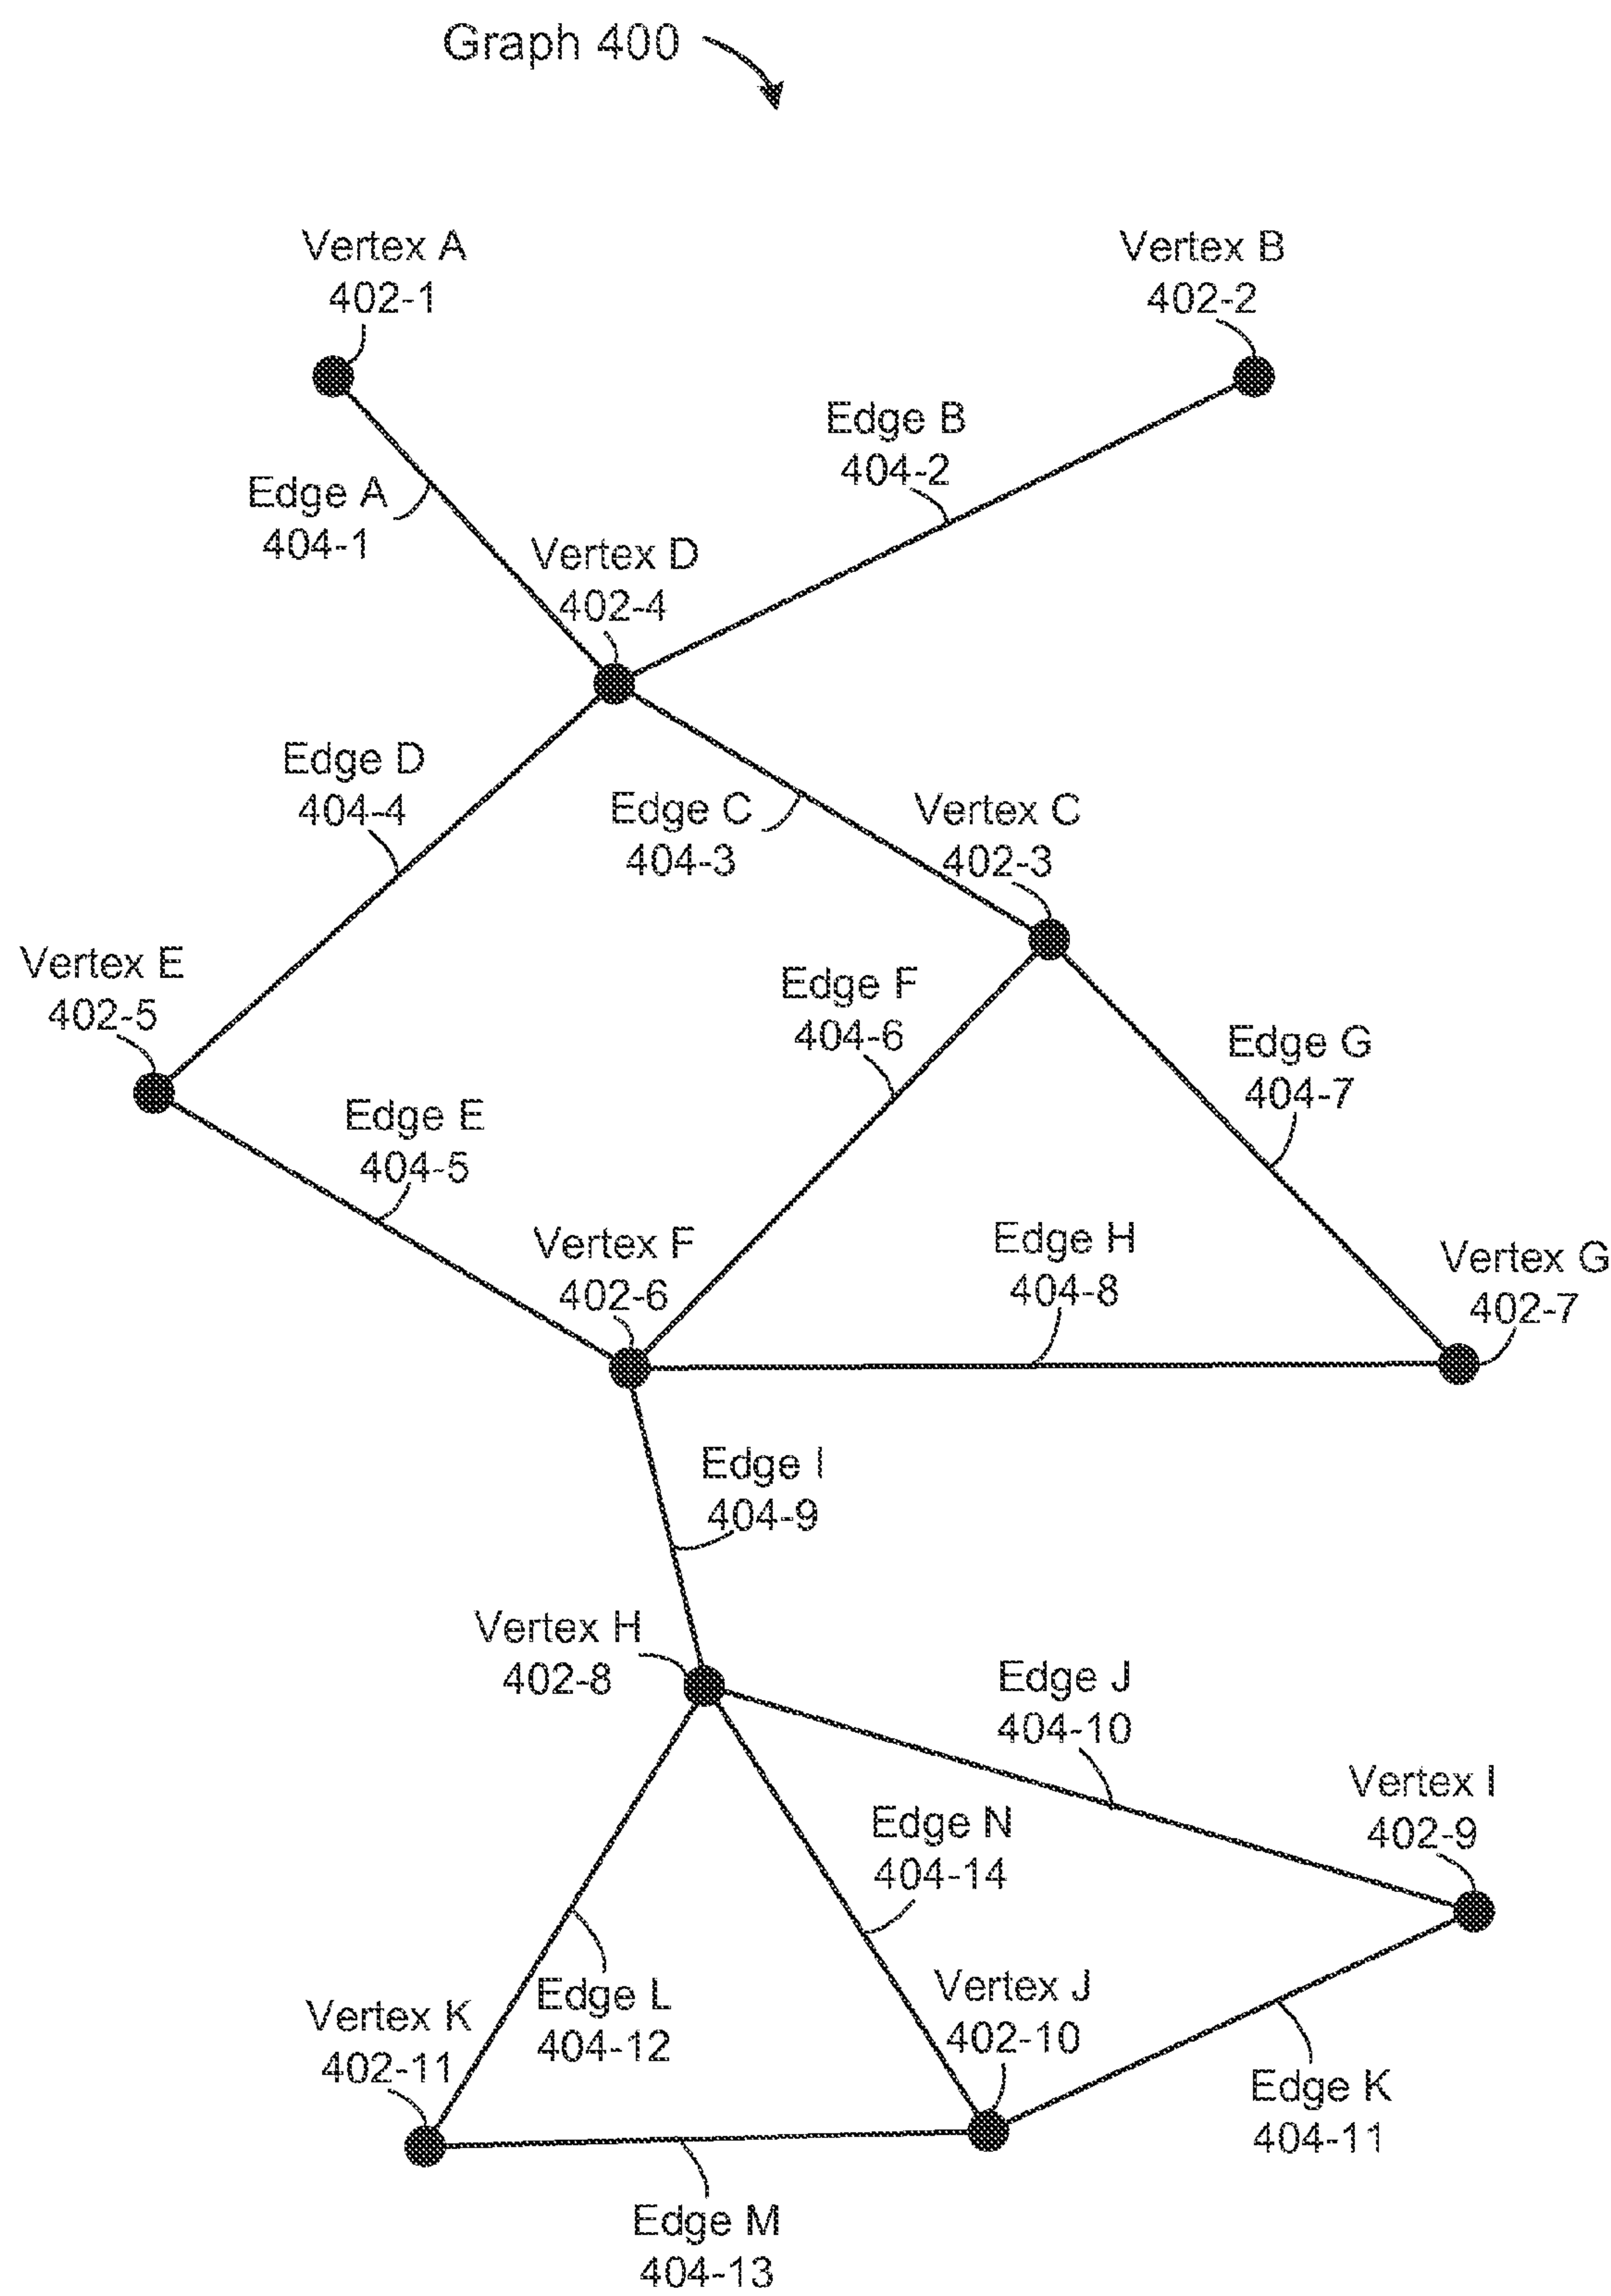 Graph 400
Vertex A
402-1
Vertex B
402-2
Edge B
404-2
Edge A
404-1
Vertex D
402-4
Edge D
404-4
Edge C
404-3
Vertex C
402-3
Vertex E
402-5
Edge F
404-6
Edge G
404-7
Edge E
404-5
Vertex F
402-6
Edge H
404-8
Vertex G
402-7
Edge I
404-9
Vertex H
402-8
Edge J
404-10
Vertex I
402-9
Edge N
404-14
Edge L
404-12
Vertex J
402-10
Vertex K
402-11
Edge K
404-11
Edge M
404-13